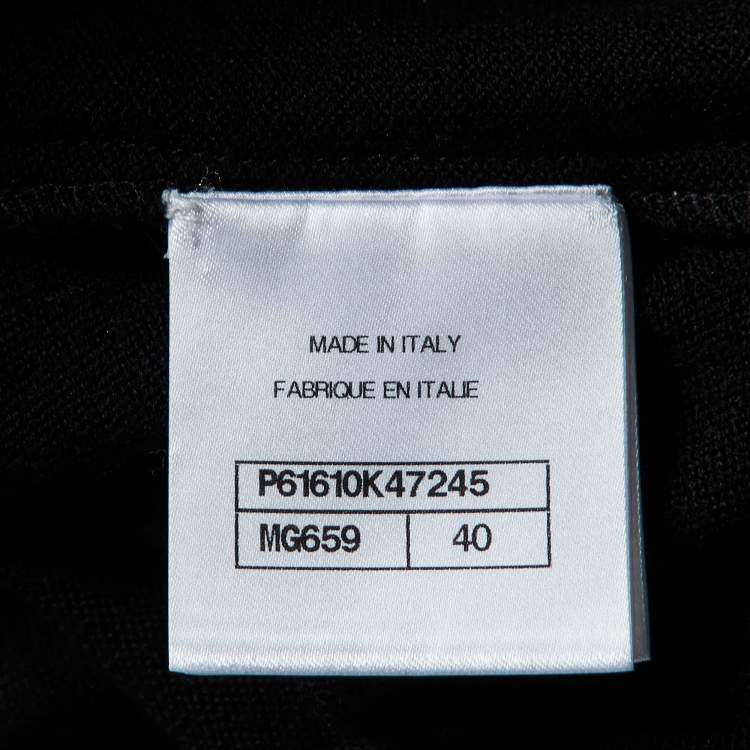 MADE IN ITALY
FABRIQUE EN ITALIE
P61610K47245
MG659 40